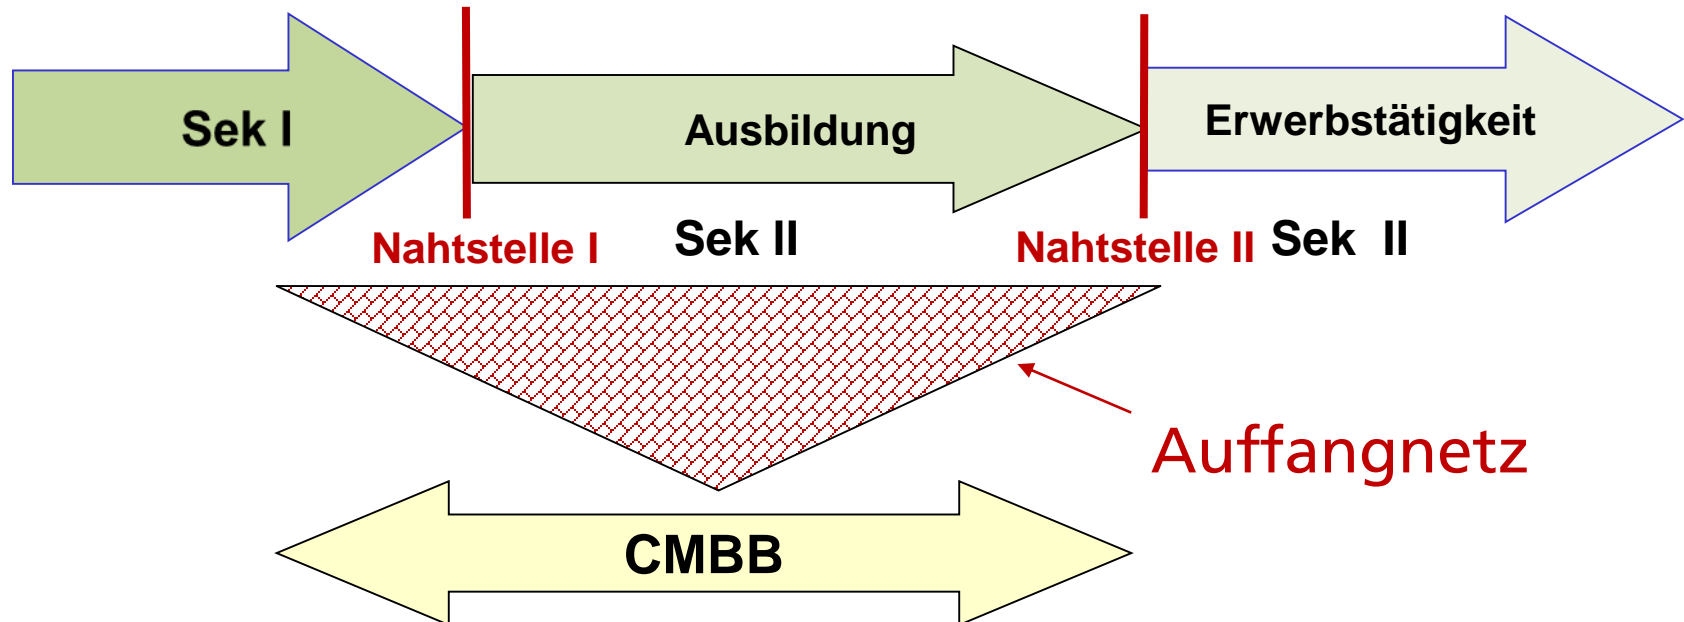 Sek I
Ausbildung
Erwerbstätigkeit
Nahtstelle I
Sek II
Nahtstelle II
Sek II
Auffangnetz
CMBB